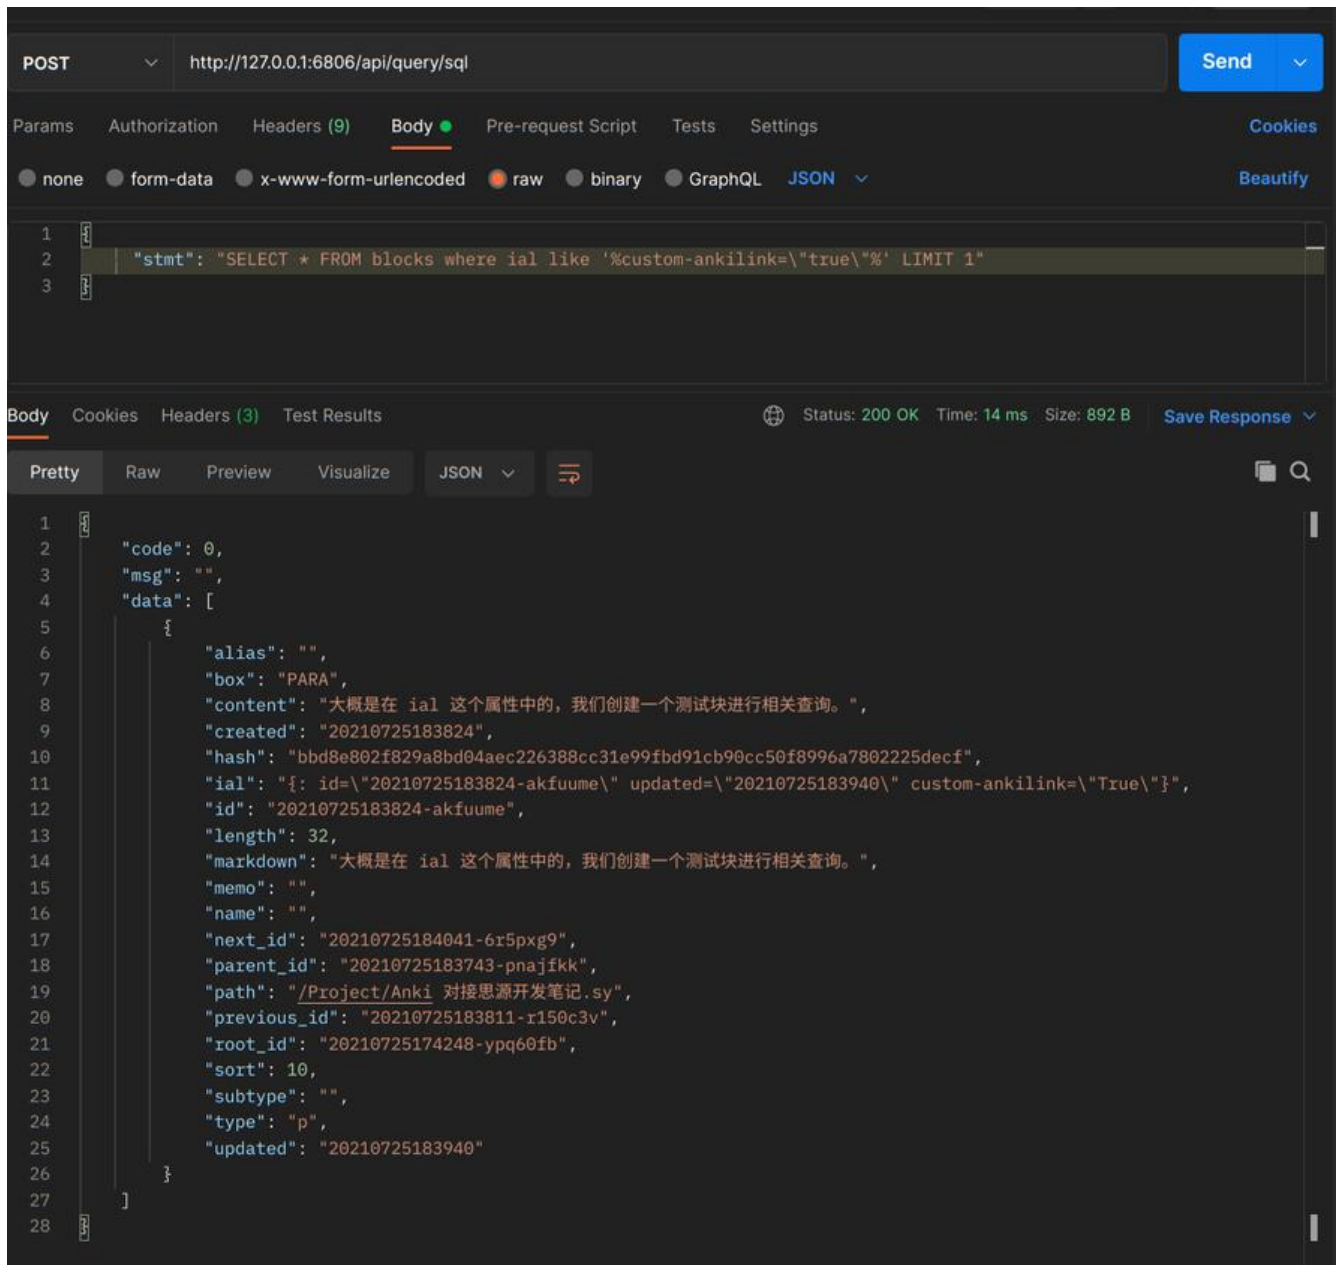 POST http://127.0.0.1:6806/api/query/sql Send
Params Authorization Headers (9) Body Pre-request Script Tests Settings Cookies
none form-data x-www-form-urlencoded raw binary GraphQL JSON Beautify
1 {
2 "stmt": "SELECT * FROM blocks where ial like '%custom-ankilink=\"true\"%' LIMIT 1"
3 }
Body Cookies Headers (3) Test Results Status: 200 OK Time: 14 ms Size: 892 B Save Response
Pretty Raw Preview Visualize JSON
1 {
2 "code": 0,
3 "msg": "",
4 "data": [
5 {
6 "alias": "",
7 "box": "PARA",
8 "content": "大概是在 ial 这个属性中的，我们创建一个测试块进行相关查询。",
9 "created": "20210725183824",
10 "hash": "bbd8e802f829a8bd04aec226388cc31e99fbd91cb90cc50f8996a7802225decf",
11 "ial": "{: id=\"20210725183824-akfuume\" updated=\"20210725183940\" custom-ankilink=\"True\"}",
12 "id": "20210725183824-akfuume",
13 "length": 32,
14 "markdown": "大概是在 ial 这个属性中的，我们创建一个测试块进行相关查询。",
15 "memo": "",
16 "name": "",
17 "next_id": "20210725184041-6r5pxg9",
18 "parent_id": "20210725183743-pnajfkk",
19 "path": "/Project/Anki 对接思源开发笔记.sy",
20 "previous_id": "20210725183811-r150c3v",
21 "root_id": "20210725174248-ypq60fb",
22 "sort": 10,
23 "subtype": "",
24 "type": "p",
25 "updated": "20210725183940"
26 }
27 ]
28 }